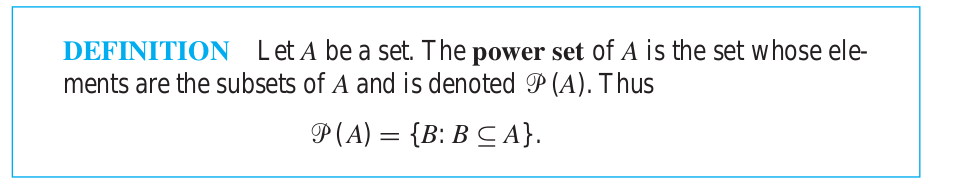 DEFINITION Let A be a set. The power set of A is the set whose ele-
ments are the subsets of A and is denoted 𝒫(A). Thus
𝒫(A) = {B: B ⊆ A}.